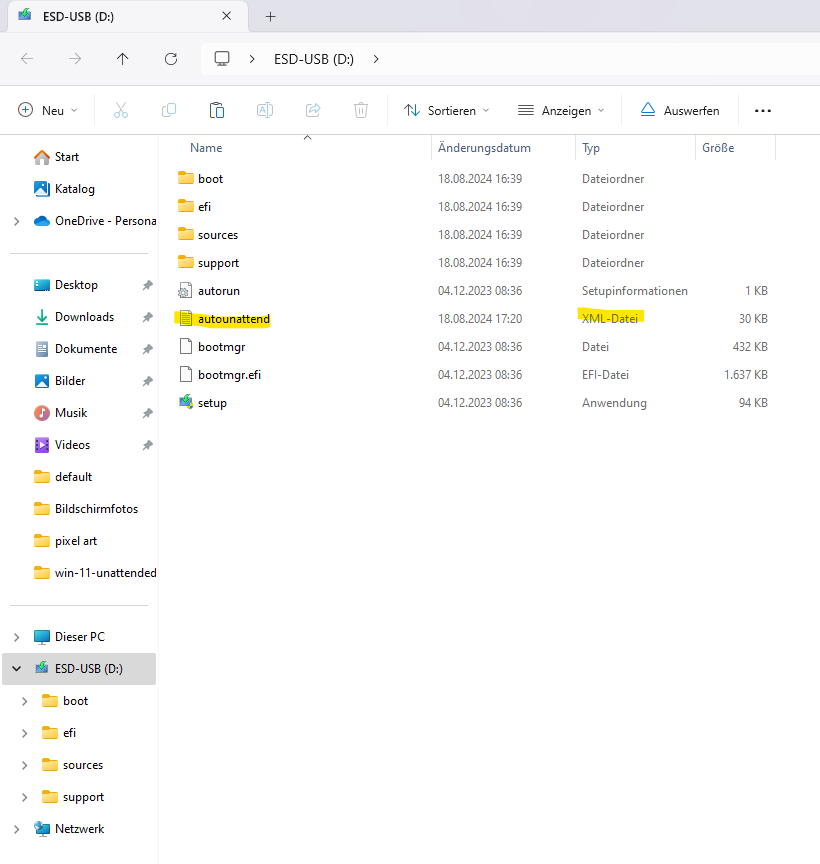 ESD-USB (D:)
ESD-USB (D:)
Neu Sortieren Anzeigen Auswerfen
Name Änderungsdatum Typ Größe
boot 18.08.2024 16:39 Dateiordner
efi 18.08.2024 16:39 Dateiordner
sources 18.08.2024 16:39 Dateiordner
support 18.08.2024 16:39 Dateiordner
autorun 04.12.2023 08:36 Setupinformationen 1 KB
autounattend 18.08.2024 17:20 XML-Datei 30 KB
bootmgr 04.12.2023 08:36 Datei 432 KB
bootmgr.efi 04.12.2023 08:36 EFI-Datei 1.637 KB
setup 04.12.2023 08:36 Anwendung 94 KB
Start
Katalog
OneDrive - Persona
Desktop
Downloads
Dokumente
Bilder
Musik
Videos
default
Bildschirmfotos
pixel art
win-11-unattended
Dieser PC
ESD-USB (D:)
boot
efi
sources
support
Netzwerk